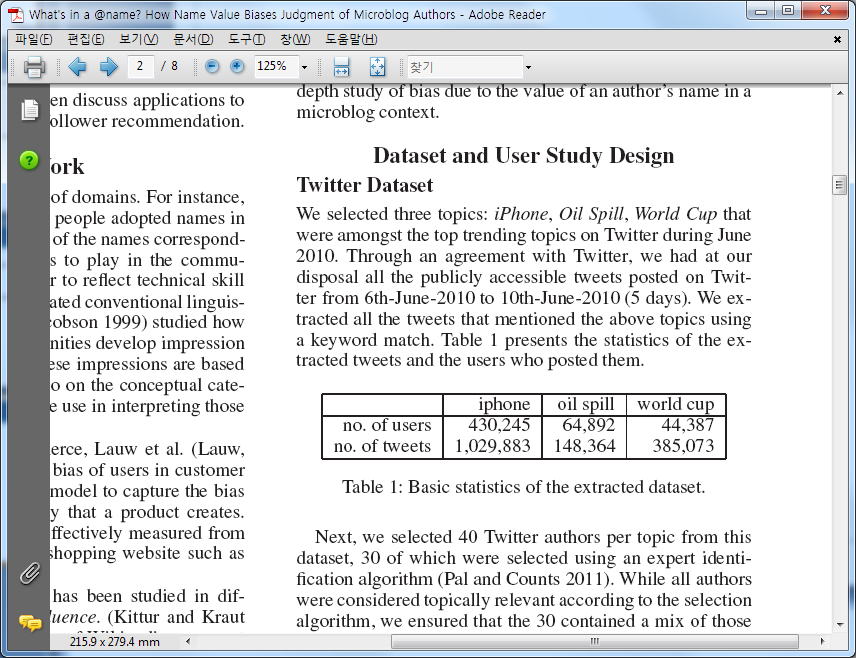 What's in a @name? How Name Value Biases Judgment of Microblog Authors - Adobe Reader
파일(F) 편집(E) 보기(V) 문서(D) 도구(T) 창(W) 도움말(H)
2 / 8 125% 찾기
en discuss applications to
ollower recommendation.
ork
of domains. For instance,
people adopted names in
of the names correspond-
s to play in the commu-
r to reflect technical skill
ated conventional linguis-
cobson 1999) studied how
nities develop impression
ese impressions are based
o on the conceptual cate-
e use in interpreting those
erce, Lauw et al. (Lauw,
bias of users in customer
model to capture the bias
y that a product creates.
ffectively measured from
shopping website such as
has been studied in dif-
luence. (Kittur and Kraut
depth study of bias due to the value of an author's name in a
microblog context.
Dataset and User Study Design
Twitter Dataset
We selected three topics: iPhone, Oil Spill, World Cup that
were amongst the top trending topics on Twitter during June
2010. Through an agreement with Twitter, we had at our
disposal all the publicly accessible tweets posted on Twit-
ter from 6th-June-2010 to 10th-June-2010 (5 days). We ex-
tracted all the tweets that mentioned the above topics using
a keyword match. Table 1 presents the statistics of the ex-
tracted tweets and the users who posted them.
iphone oil spill world cup
no. of users 430,245 64,892 44,387
no. of tweets 1,029,883 148,364 385,073
Table 1: Basic statistics of the extracted dataset.
Next, we selected 40 Twitter authors per topic from this
dataset, 30 of which were selected using an expert identi-
fication algorithm (Pal and Counts 2011). While all authors
were considered topically relevant according to the selection
algorithm, we ensured that the 30 contained a mix of those
215.9 x 279.4 mm